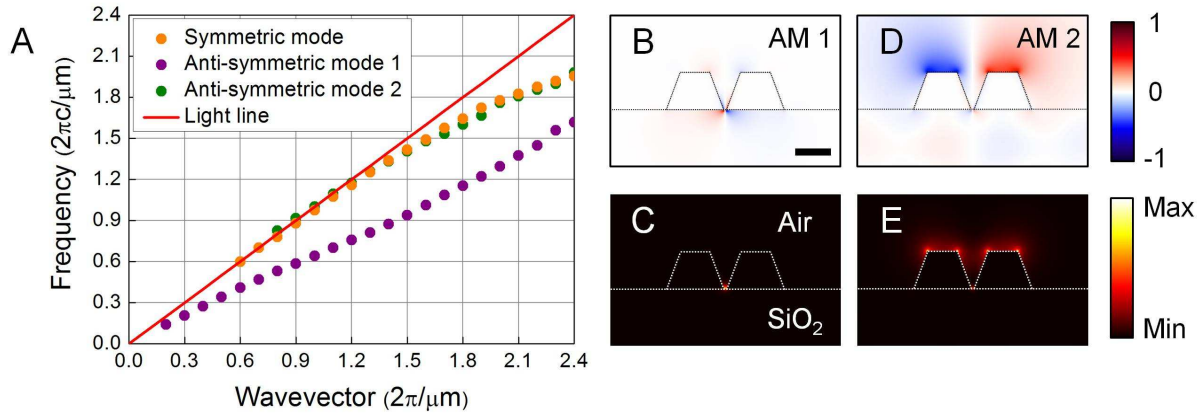 A
Symmetric mode
Anti-symmetric mode 1
Anti-symmetric mode 2
Light line
Frequency (2πc/μm)
2.4
2.1
1.8
1.5
1.2
0.9
0.6
0.3
0.0
0.0 0.3 0.6 0.9 1.2 1.5 1.8 2.1 2.4
Wavevector (2π/μm)
B AM 1
D AM 2
1
0
-1
C Air
SiO₂
E
Max
Min